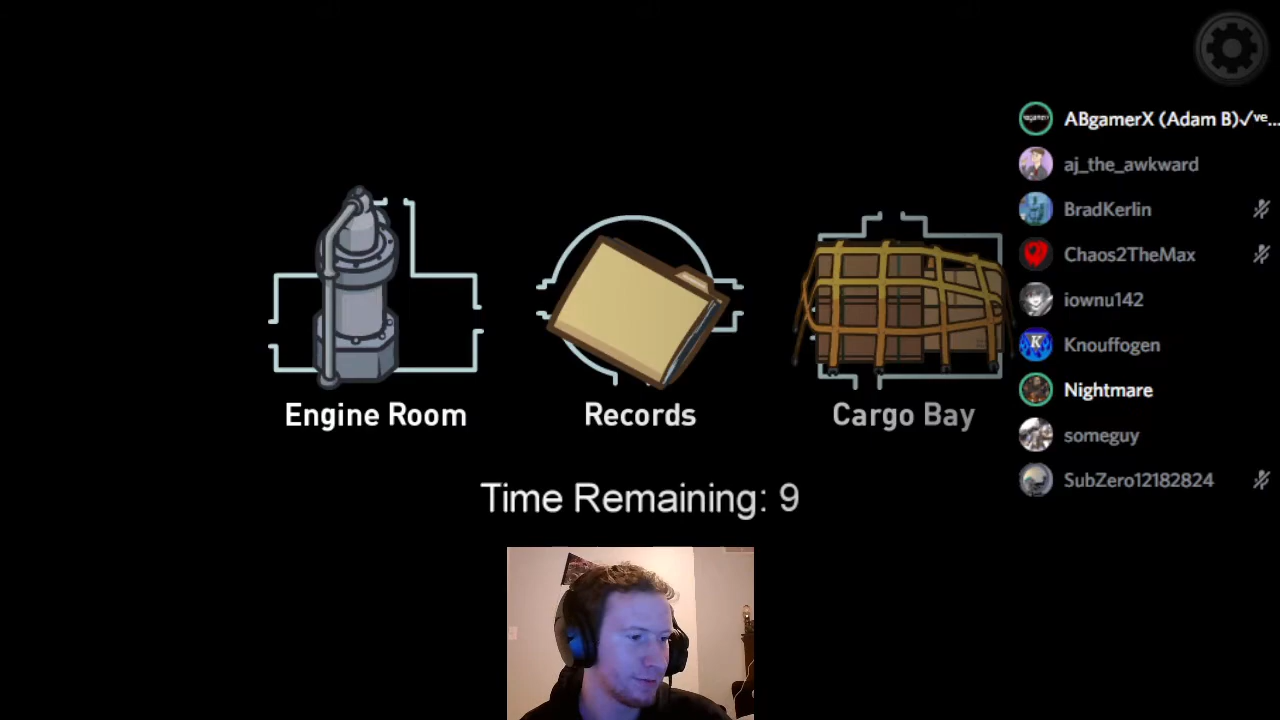 ABgamerX (Adam B)✓ᵛᵉ...
aj_the_awkward
BradKerlin
Chaos2TheMax
iownu142
Knouffogen
Nightmare
someguy
SubZero12182824
Engine Room
Records
Cargo Bay
Time Remaining: 9